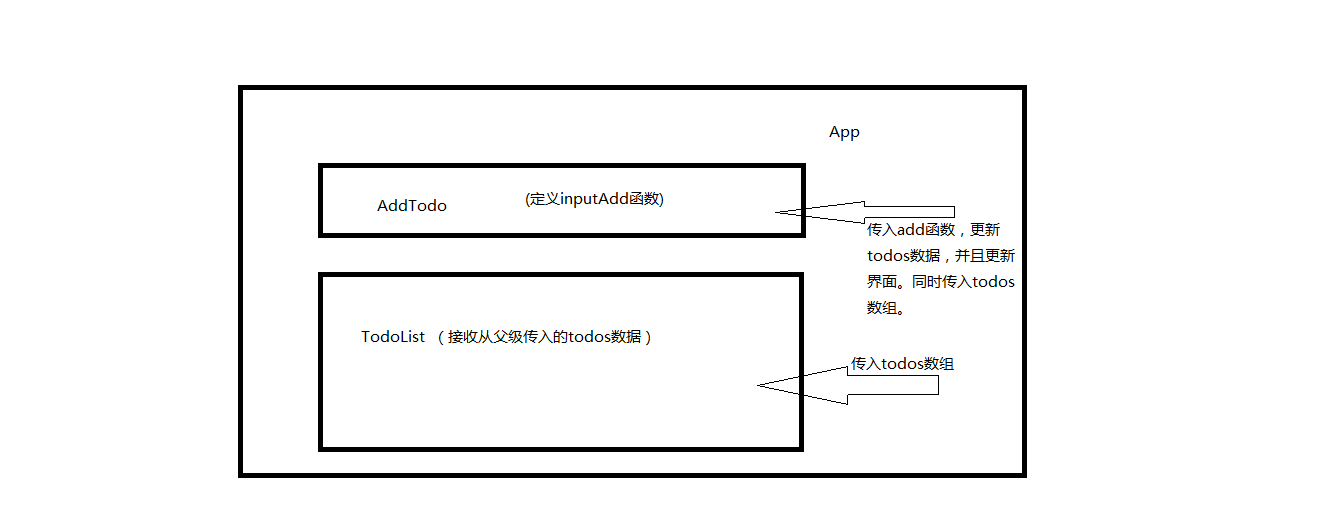 App
AddTodo
(定义inputAdd函数)
传入add函数，更新
todos数据，并且更新
界面。同时传入todos
数组。
TodoList （接收从父级传入的todos数据）
传入todos数组